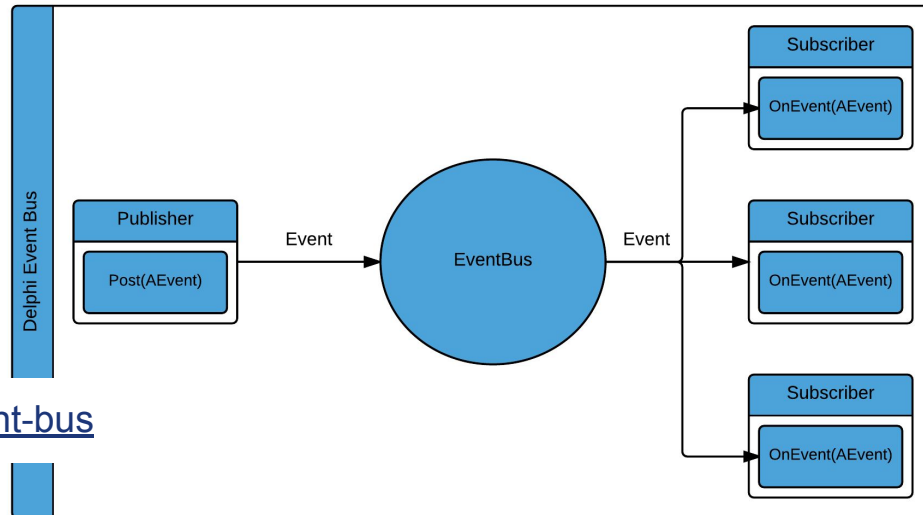 Delphi Event Bus
Publisher
Post(AEvent)
Event
EventBus
Event
Subscriber
OnEvent(AEvent)
Subscriber
OnEvent(AEvent)
Subscriber
OnEvent(AEvent)
nt-bus